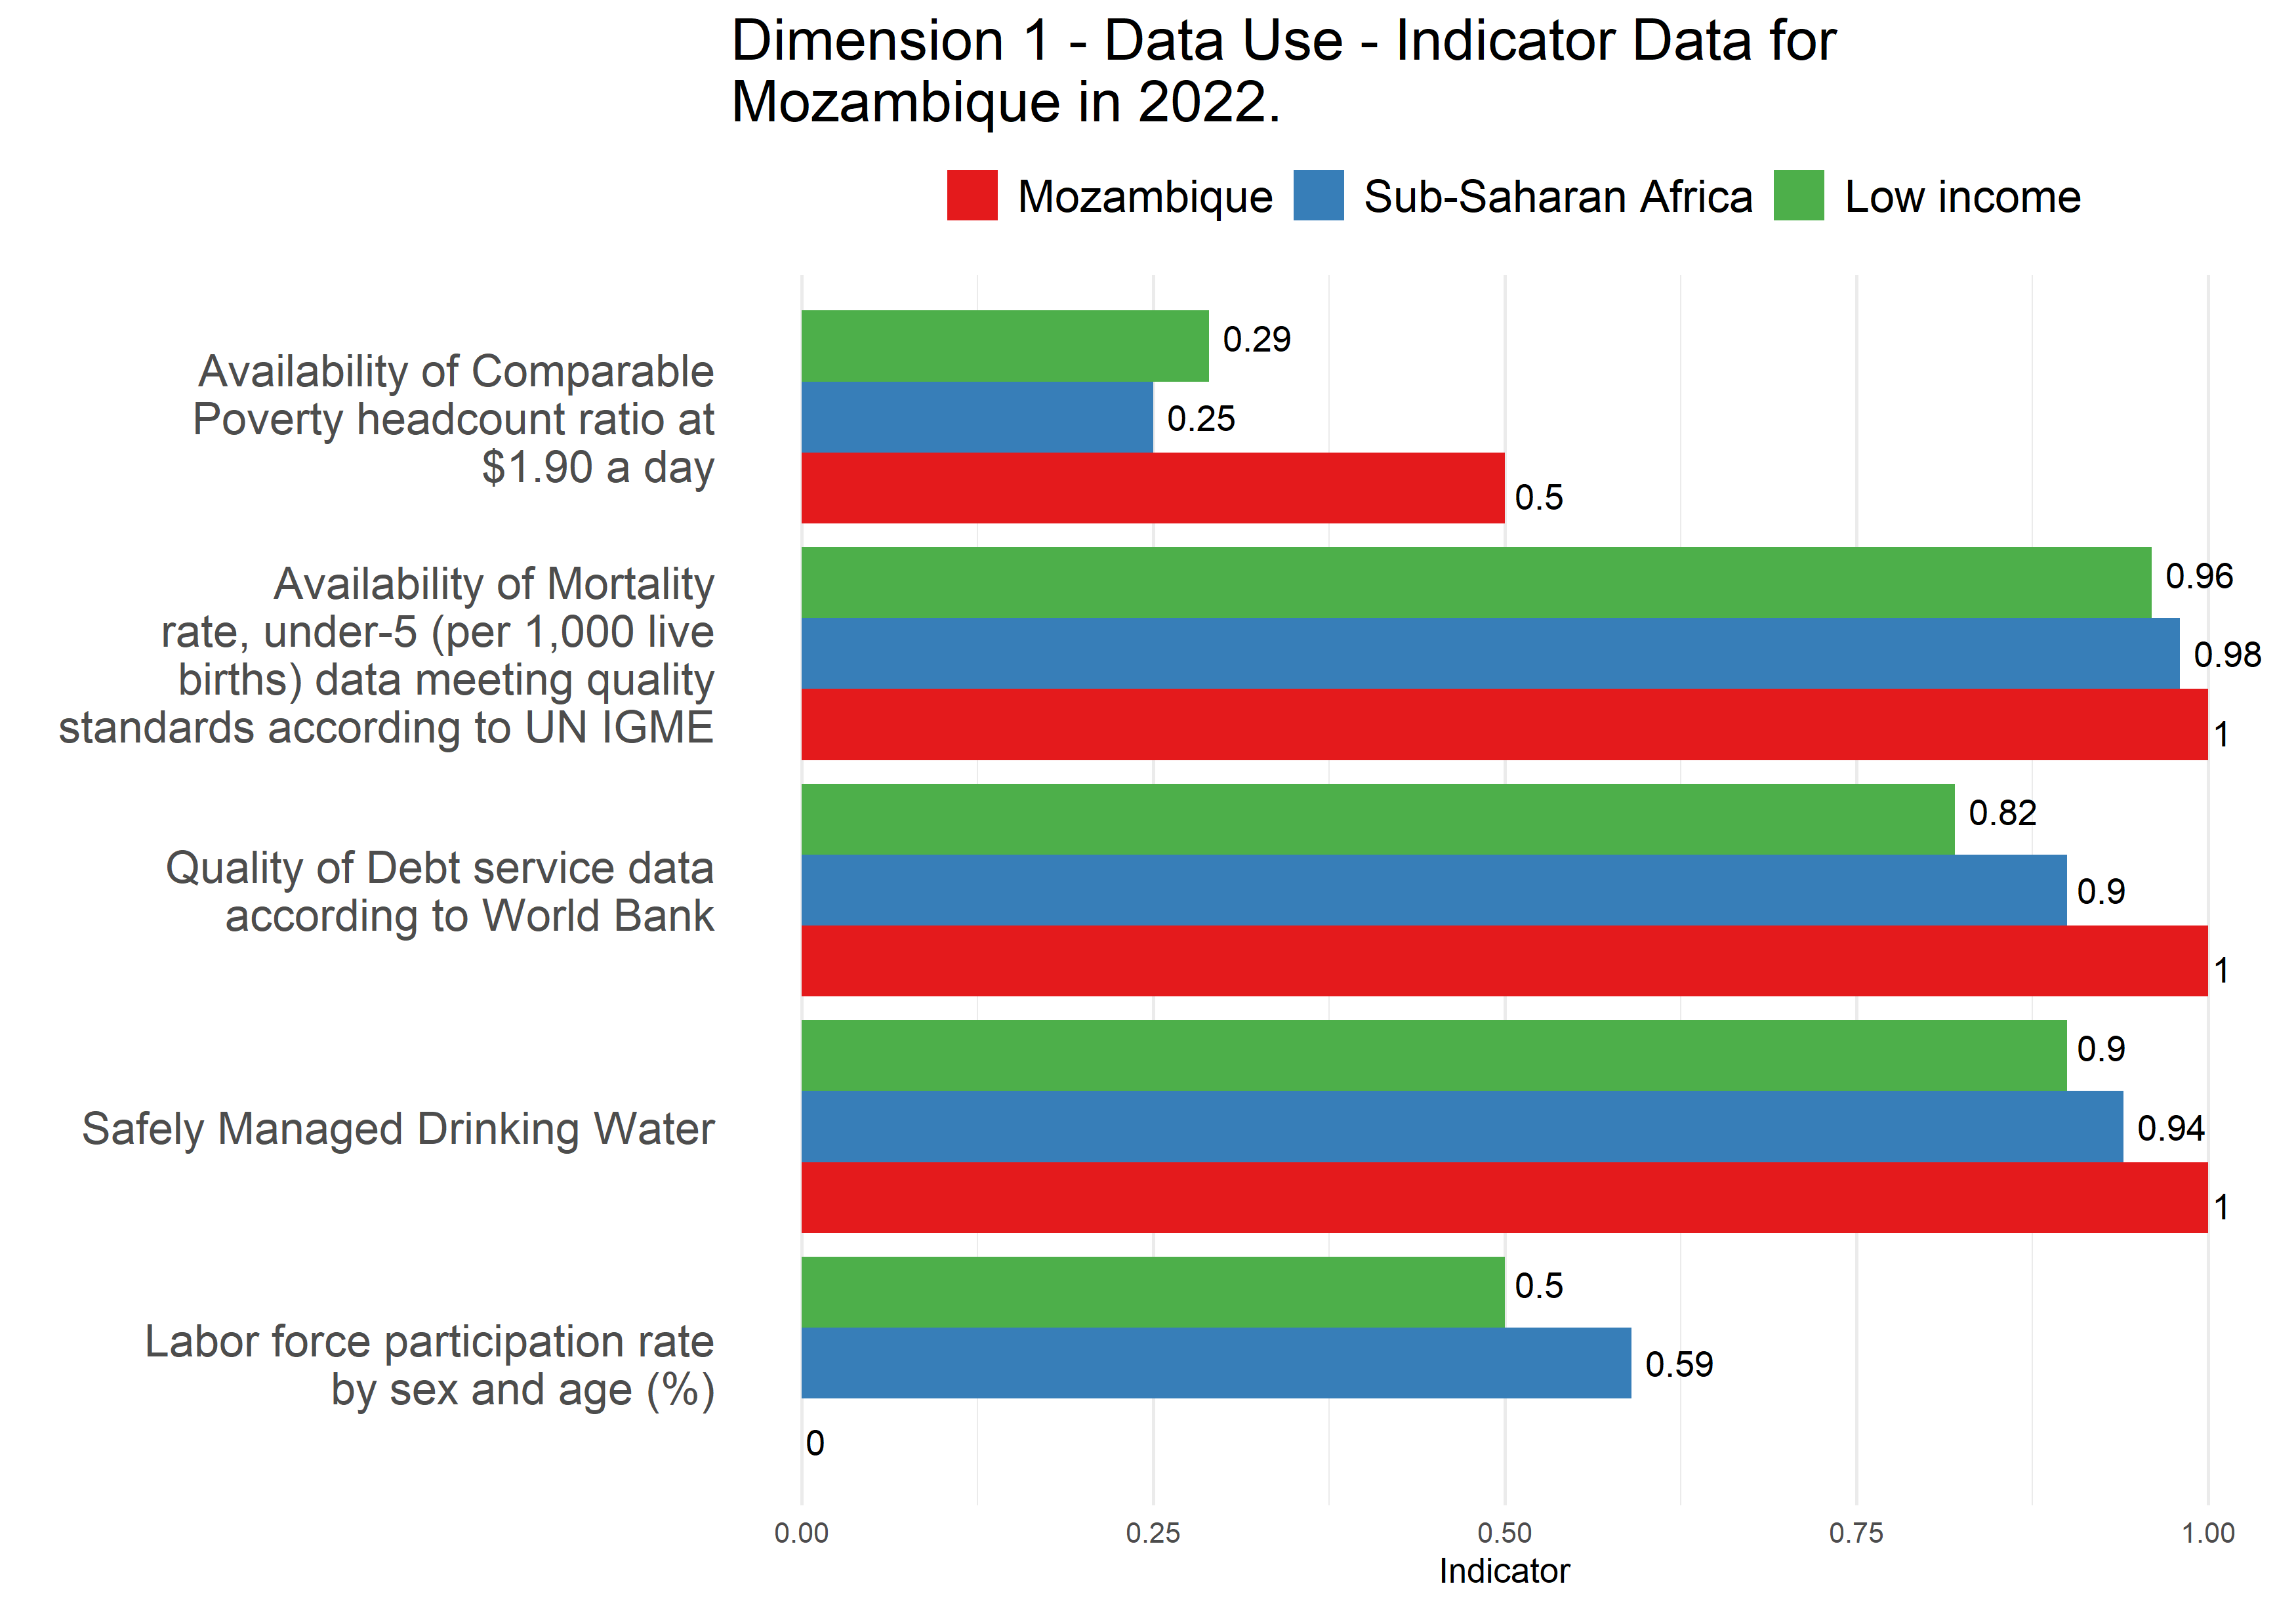 Dimension 1 - Data Use - Indicator Data for
Mozambique in 2022.
Mozambique
Sub-Saharan Africa
Low income
Availability of Comparable
Poverty headcount ratio at
$1.90 a day
0.29
0.25
0.5
Availability of Mortality
rate, under-5 (per 1,000 live
births) data meeting quality
standards according to UN IGME
0.96
0.98
1
Quality of Debt service data
according to World Bank
0.82
0.9
1
Safely Managed Drinking Water
0.9
0.94
1
Labor force participation rate
by sex and age (%)
0.5
0.59
0
0.00
0.25
0.50
0.75
1.00
Indicator